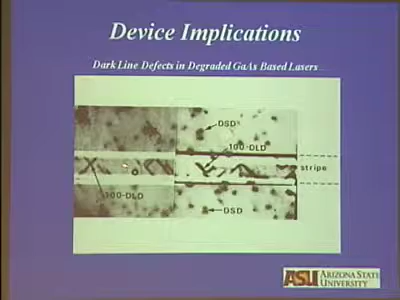 Device Implications
Dark Line Defects in Degraded GaAs Based Lasers
DSD
100-DLD
stripe
100-DLD
DSD
ASU ARIZONA STATE
UNIVERSITY